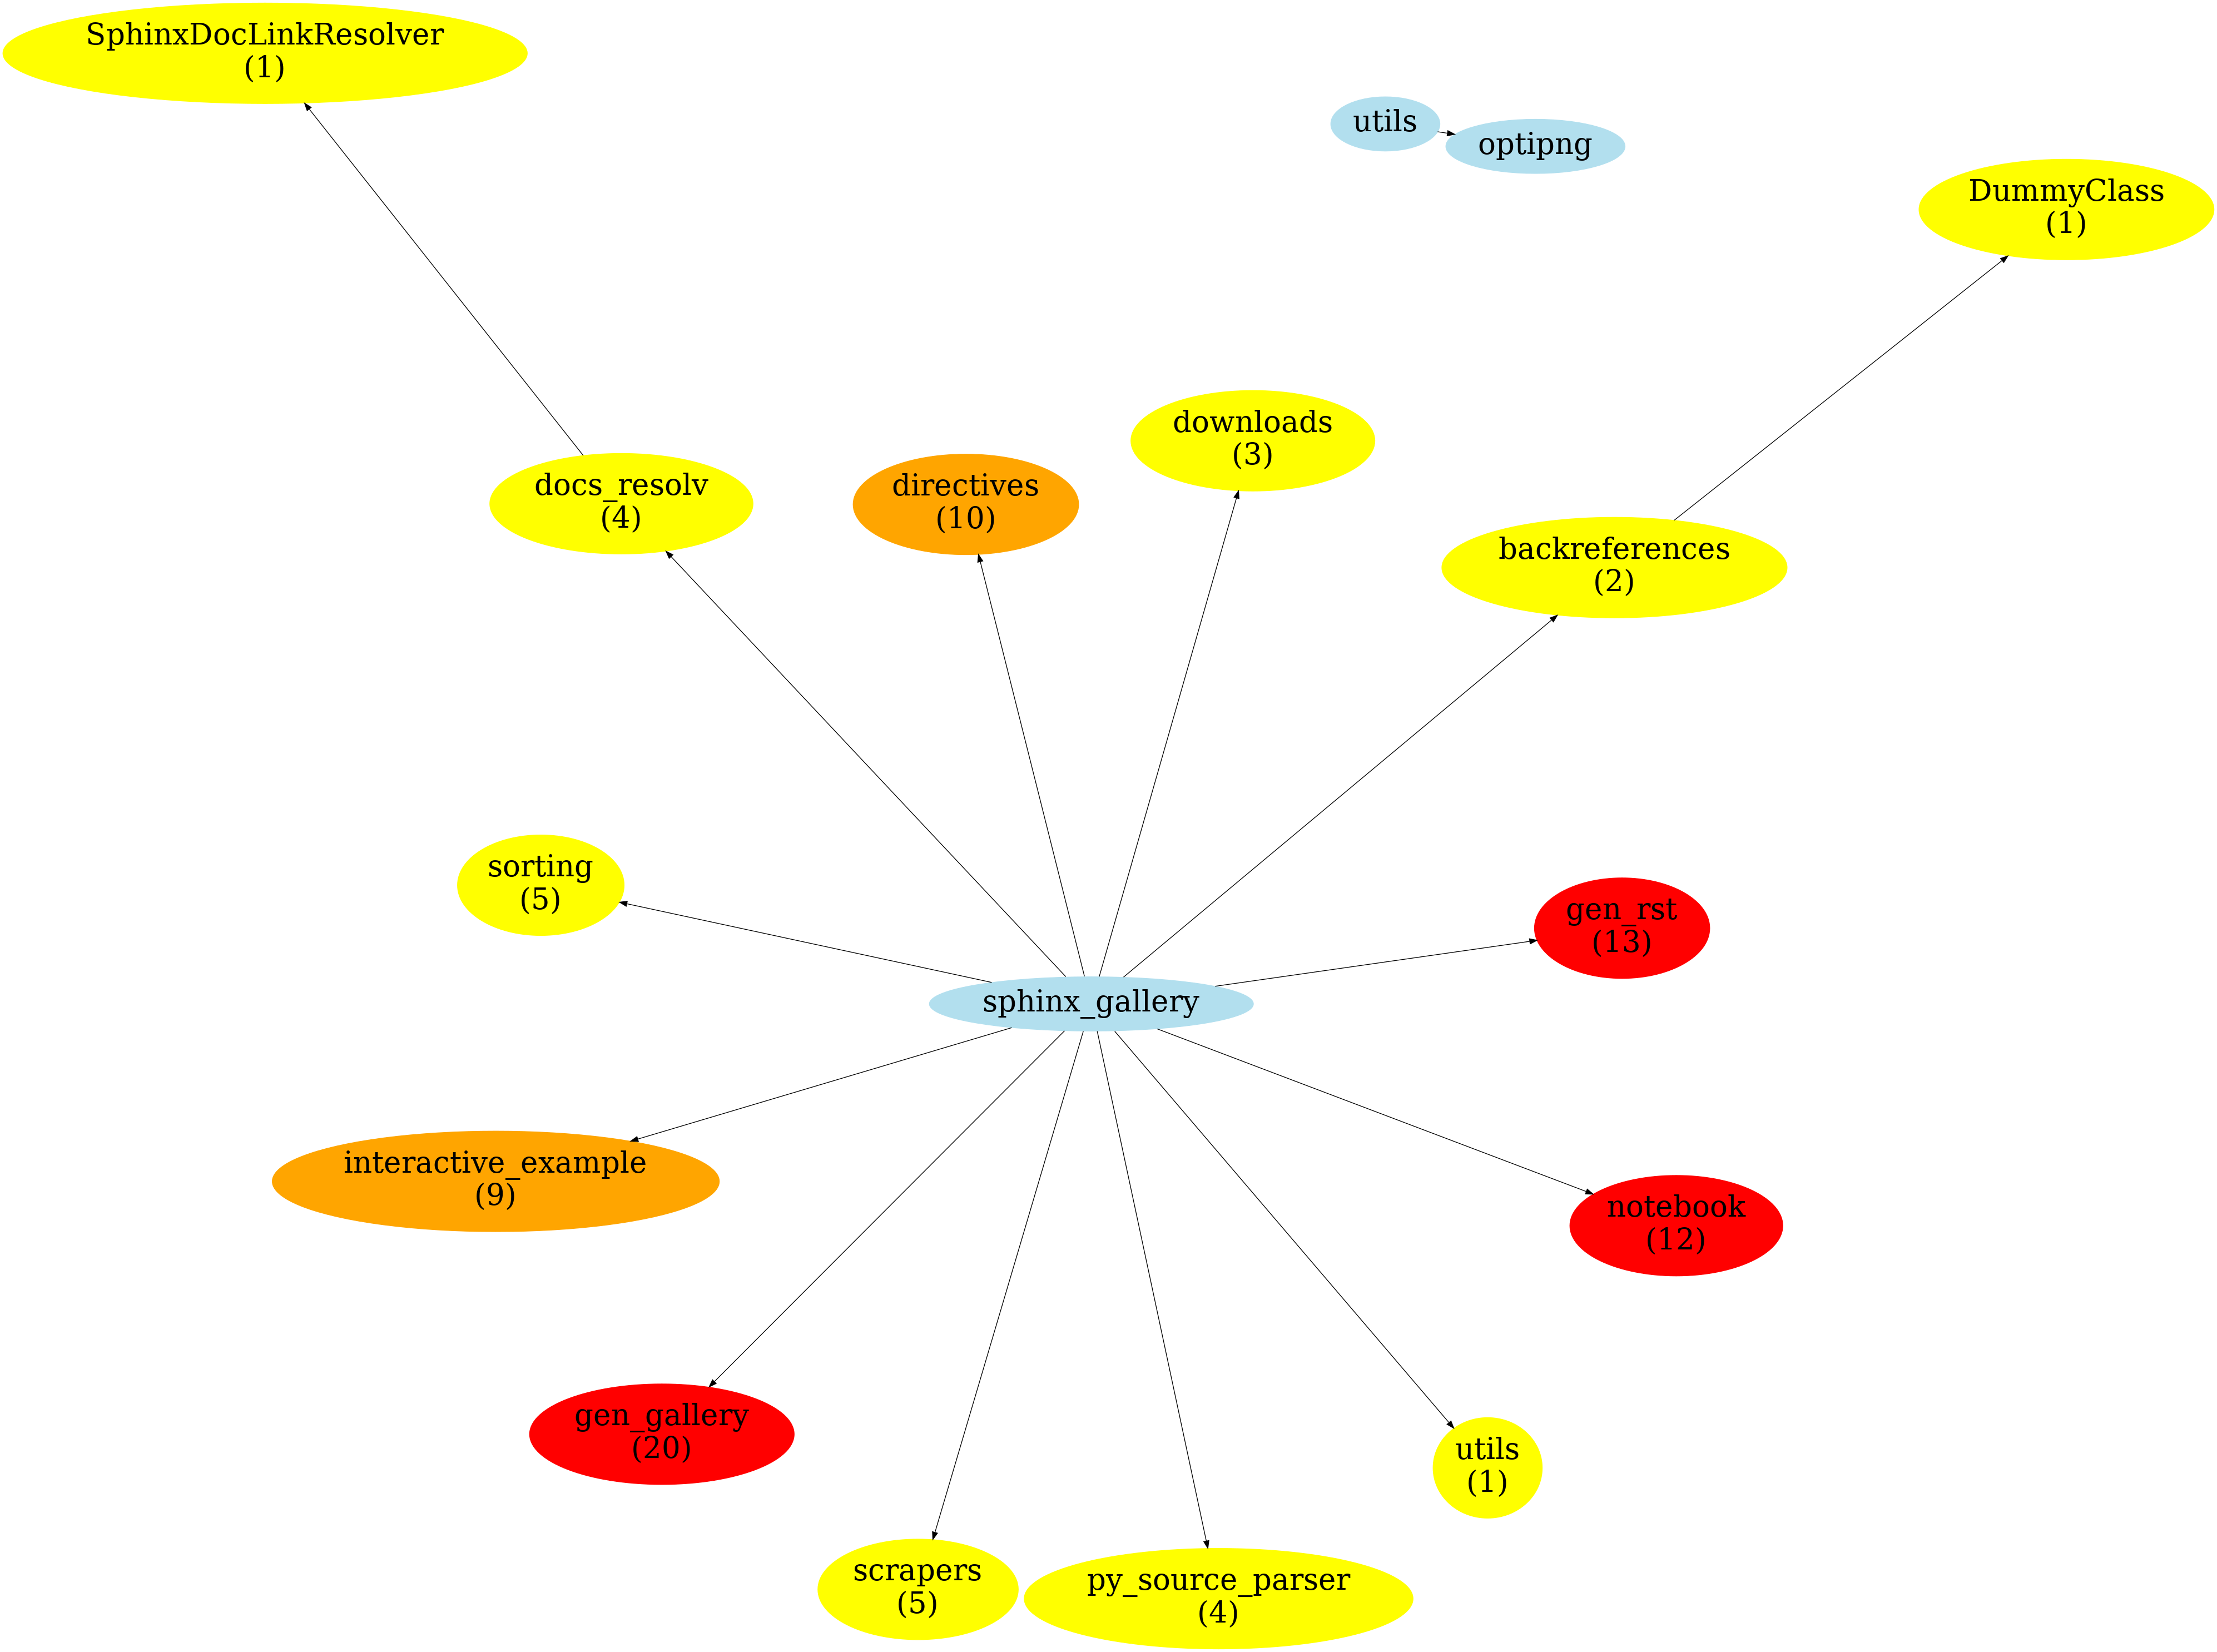 SphinxDocLinkResolver
(1)
utils
optipng
DummyClass
(1)
downloads
(3)
docs_resolv
(4)
directives
(10)
backreferences
(2)
sorting
(5)
gen_rst
(13)
sphinx_gallery
interactive_example
(9)
notebook
(12)
gen_gallery
(20)
utils
(1)
scrapers
(5)
py_source_parser
(4)